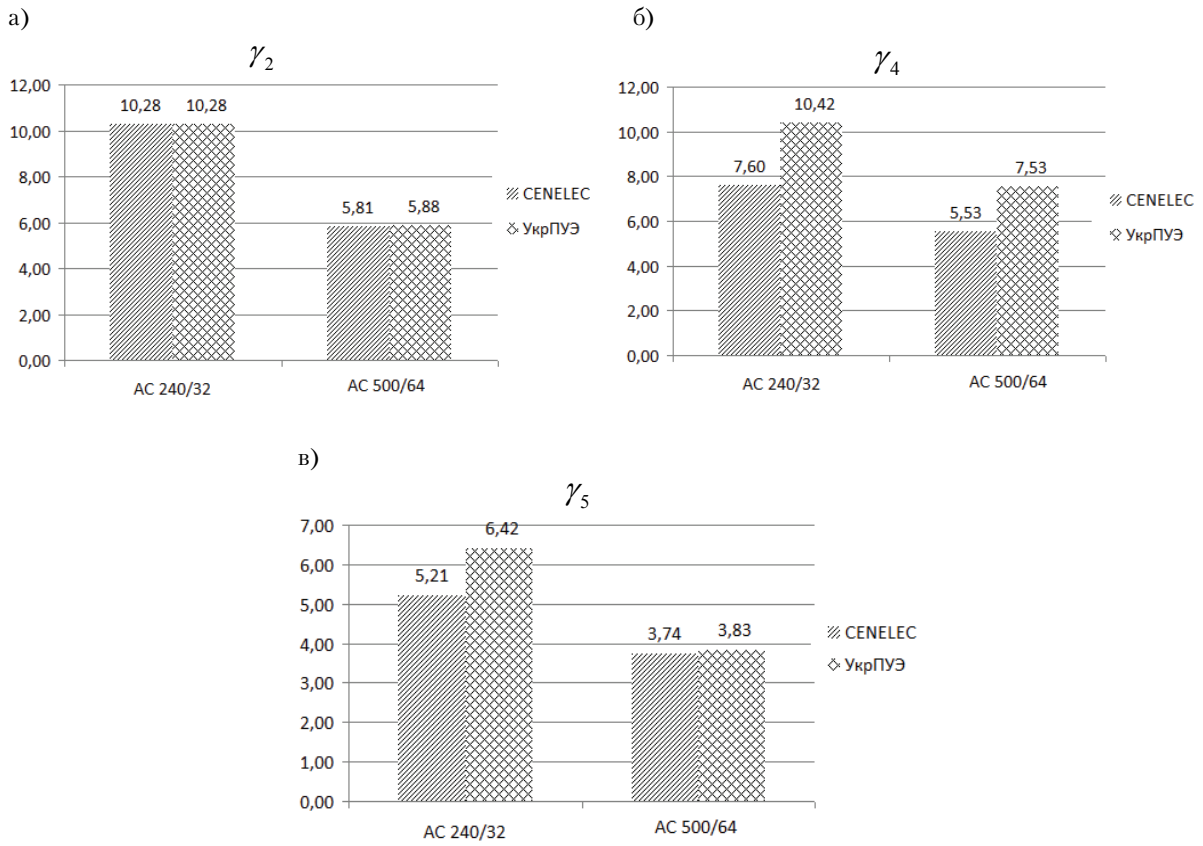 а)
γ2
12,00
10,00
8,00
6,00
4,00
2,00
0,00
10,28 10,28
5,81 5,88
АС 240/32 АС 500/64
CENELEC
УкрПУЭ
б)
γ4
12,00
10,00
8,00
6,00
4,00
2,00
0,00
7,60 10,42
5,53 7,53
АС 240/32 АС 500/64
CENELEC
УкрПУЭ
в)
γ5
7,00
6,00
5,00
4,00
3,00
2,00
1,00
0,00
5,21 6,42
3,74 3,83
АС 240/32 АС 500/64
CENELEC
УкрПУЭ